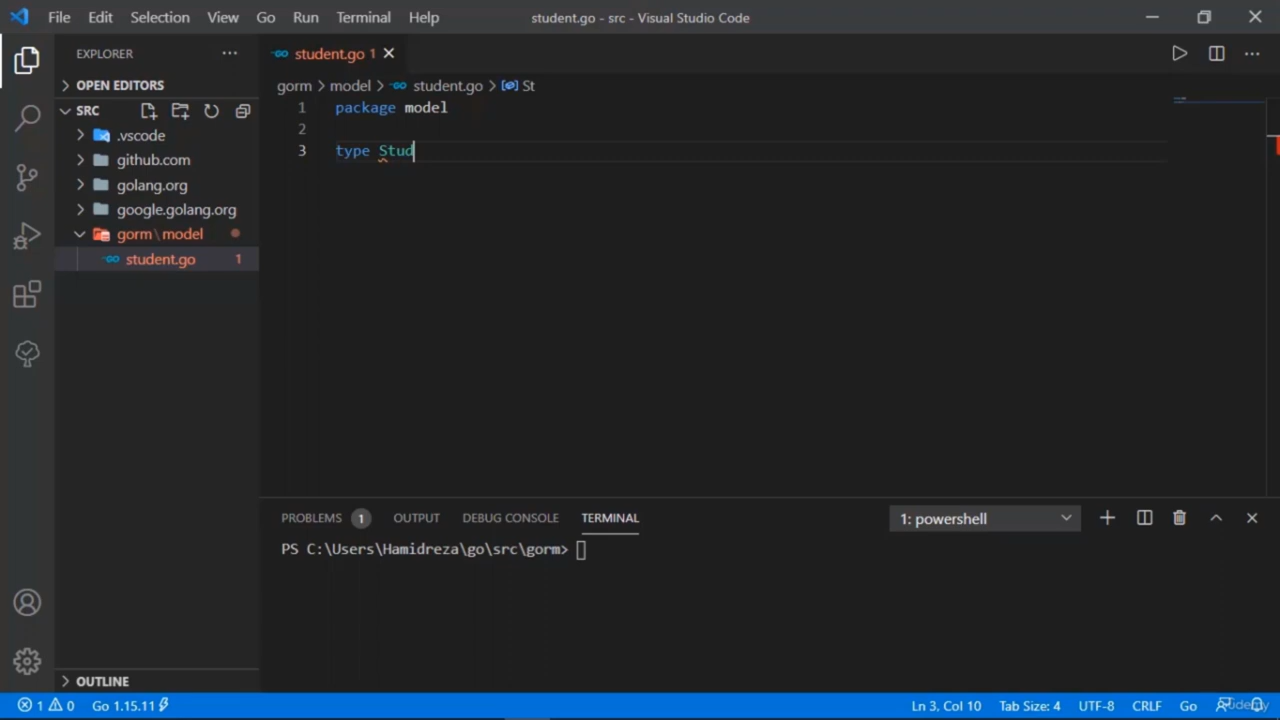 File Edit Selection View Go Run Terminal Help
student.go - src - Visual Studio Code
EXPLORER
OPEN EDITORS
SRC
.vscode
github.com
golang.org
google.golang.org
gorm\model
student.go 1
student.go 1
gorm > model > student.go > St
1 package model
2
3 type Stud
PROBLEMS 1 OUTPUT DEBUG CONSOLE TERMINAL
1: powershell
PS C:\Users\Hamidreza\go\src\gorm>
OUTLINE
1 0 Go 1.15.11
Ln 3, Col 10 Tab Size: 4 UTF-8 CRLF Go